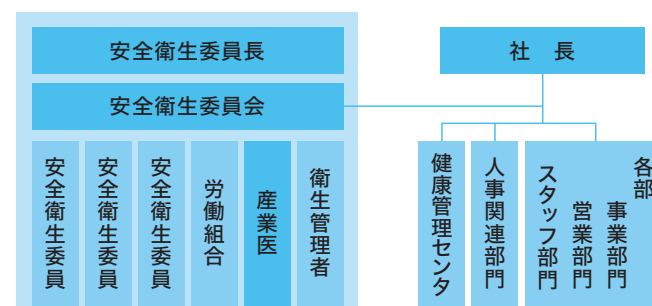 安全衛生委員長
社　長
安全衛生委員会
安全衛生委員
安全衛生委員
安全衛生委員
労働組合
産業医
衛生管理者
健康管理センタ
人事関連部門
各部
事業部門
営業部門
スタッフ部門